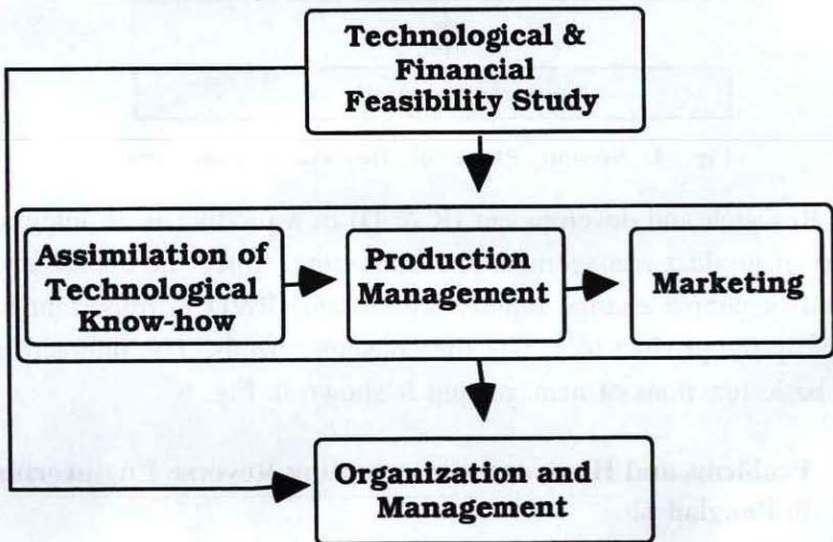 Technological &
Financial
Feasibility Study
Assimilation of
Technological
Know-how
Production
Management
Marketing
Organization and
Management